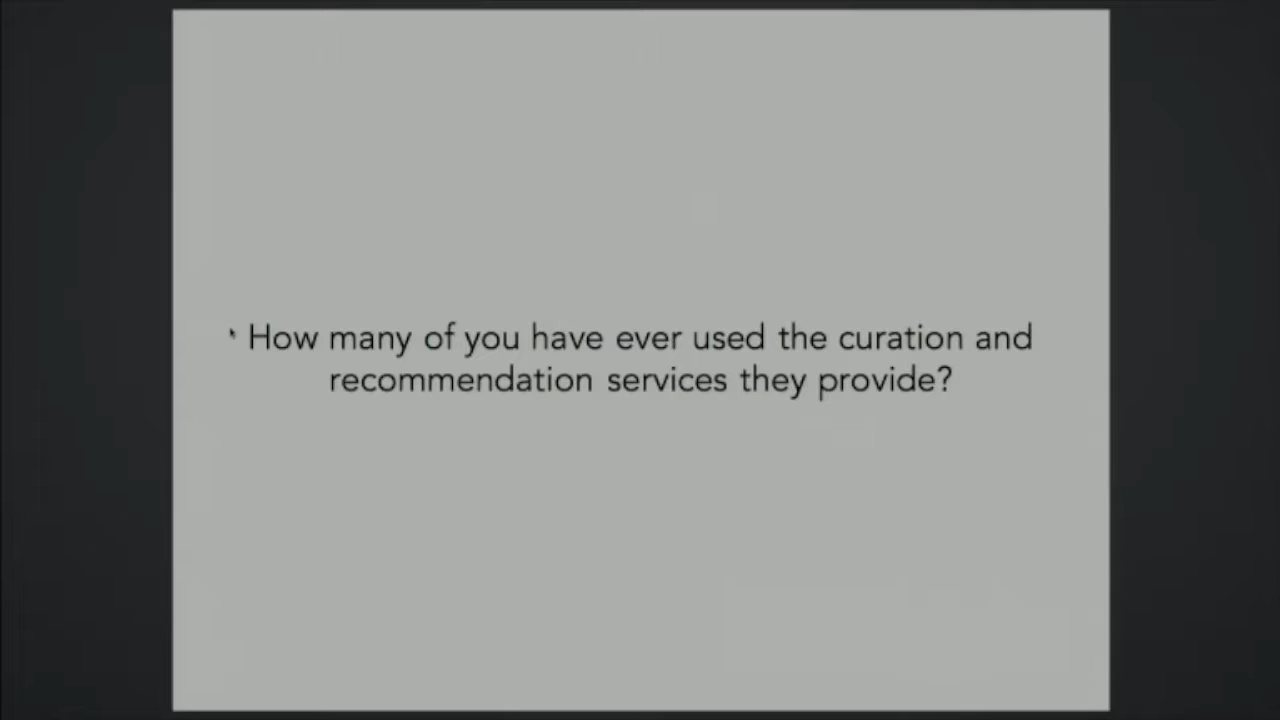 How many of you have ever used the curation and
recommendation services they provide?